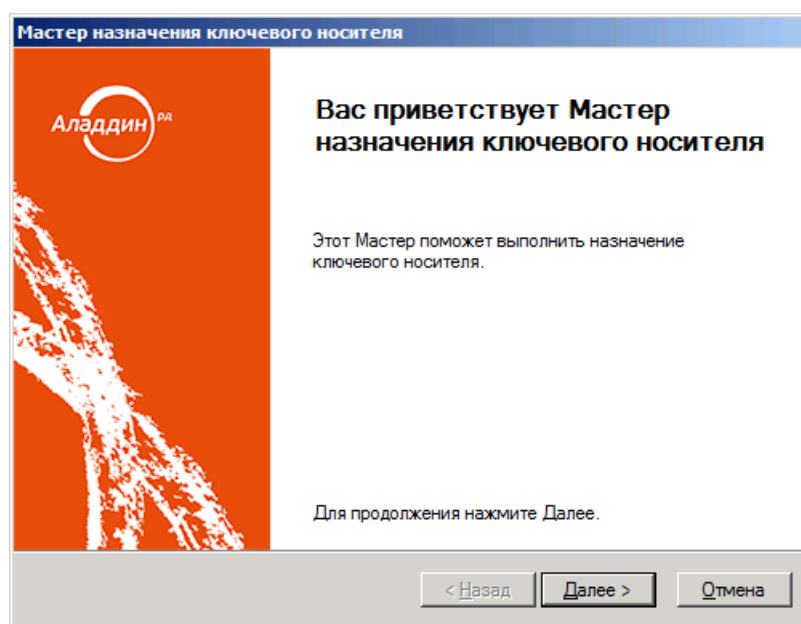 Мастер назначения ключевого носителя
Аладдин РД
Вас приветствует Мастер
назначения ключевого носителя
Этот Мастер поможет выполнить назначение
ключевого носителя.
Для продолжения нажмите Далее.
< Назад
Далее >
Отмена